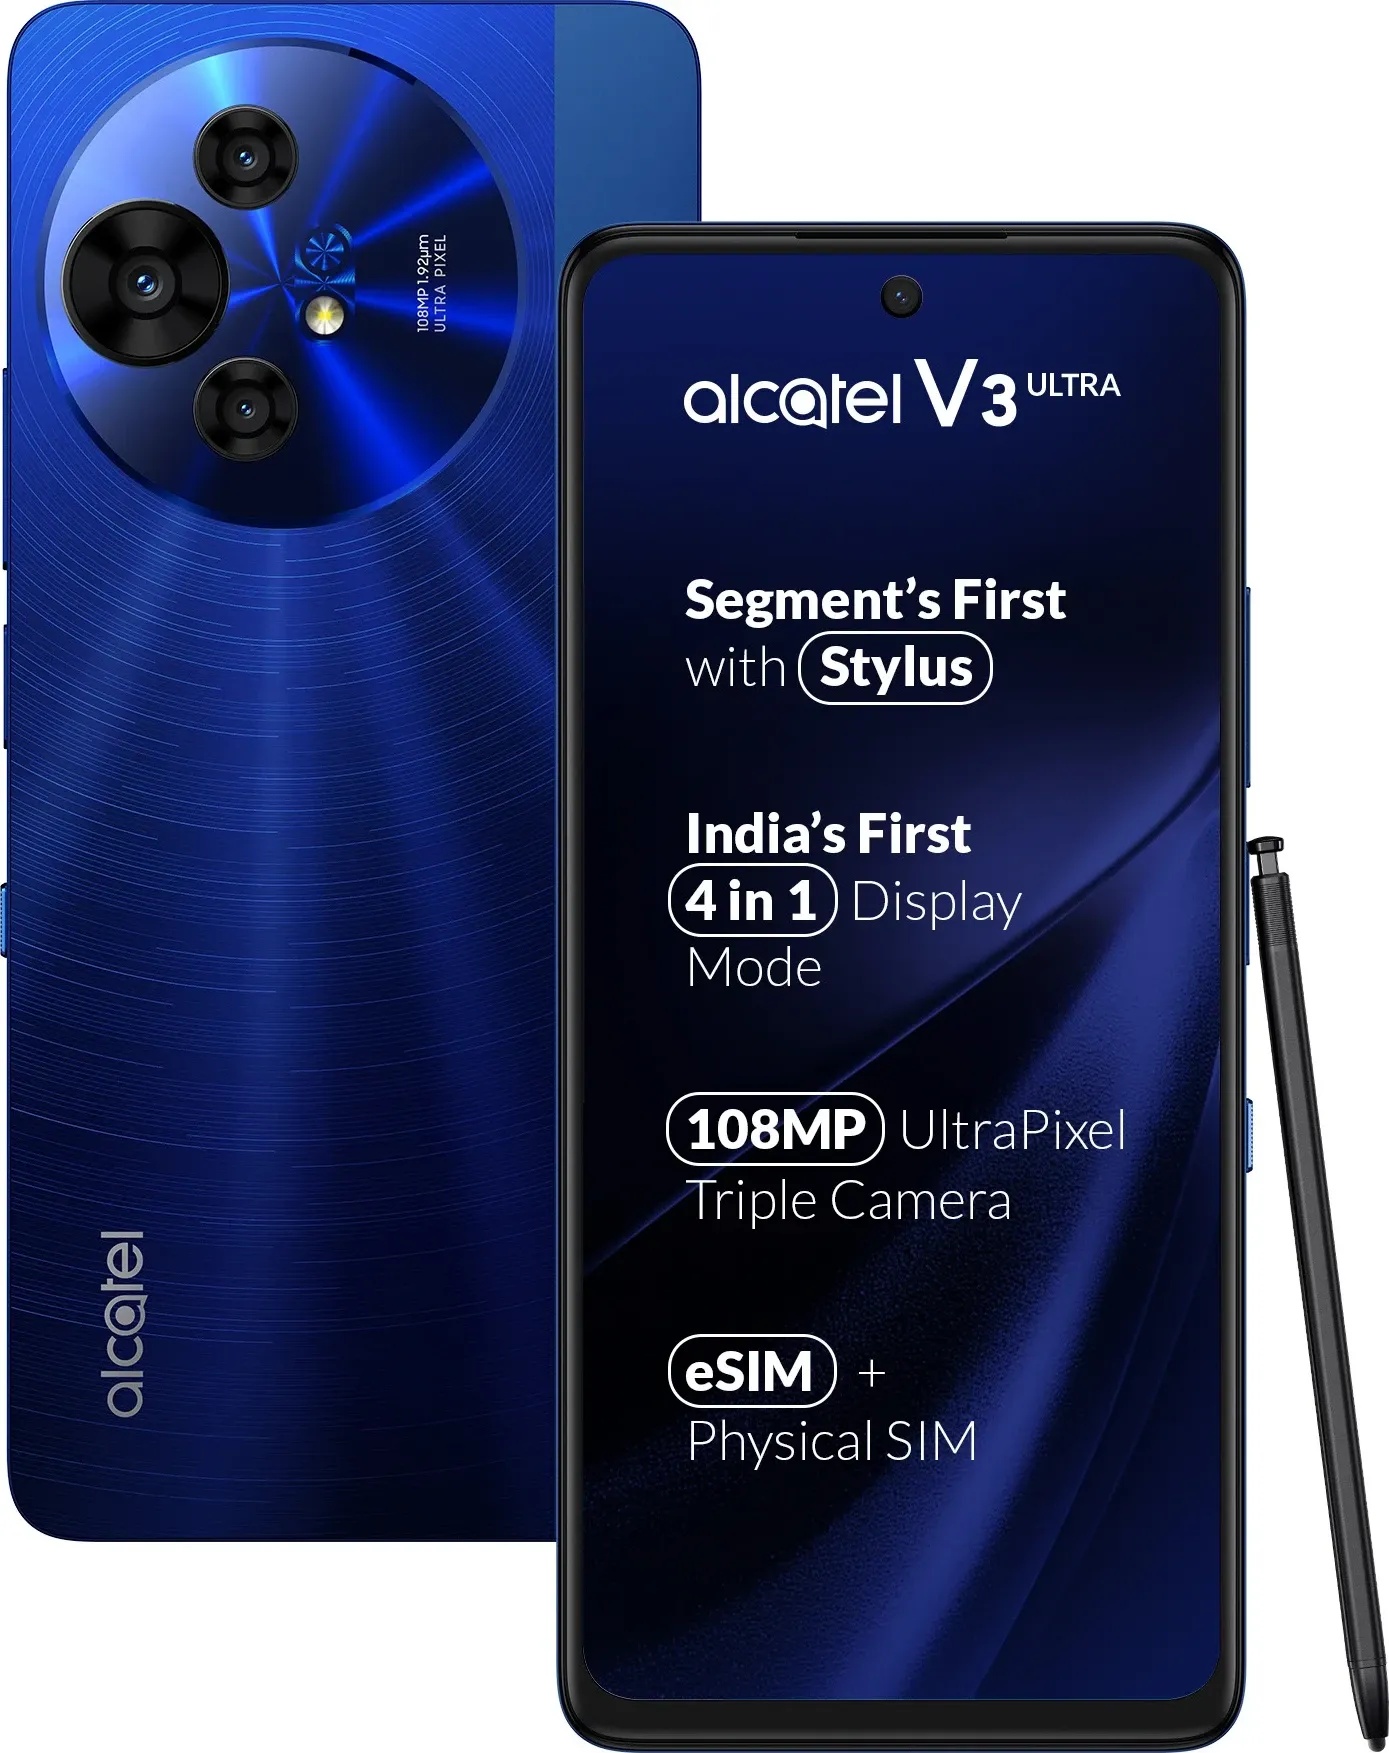 108MP 1.92µm
ULTRA PIXEL
alcatel
alcatel V3 ULTRA
Segment's First
with Stylus
India's First
4 in 1 Display
Mode
108MP UltraPixel
Triple Camera
eSIM +
Physical SIM